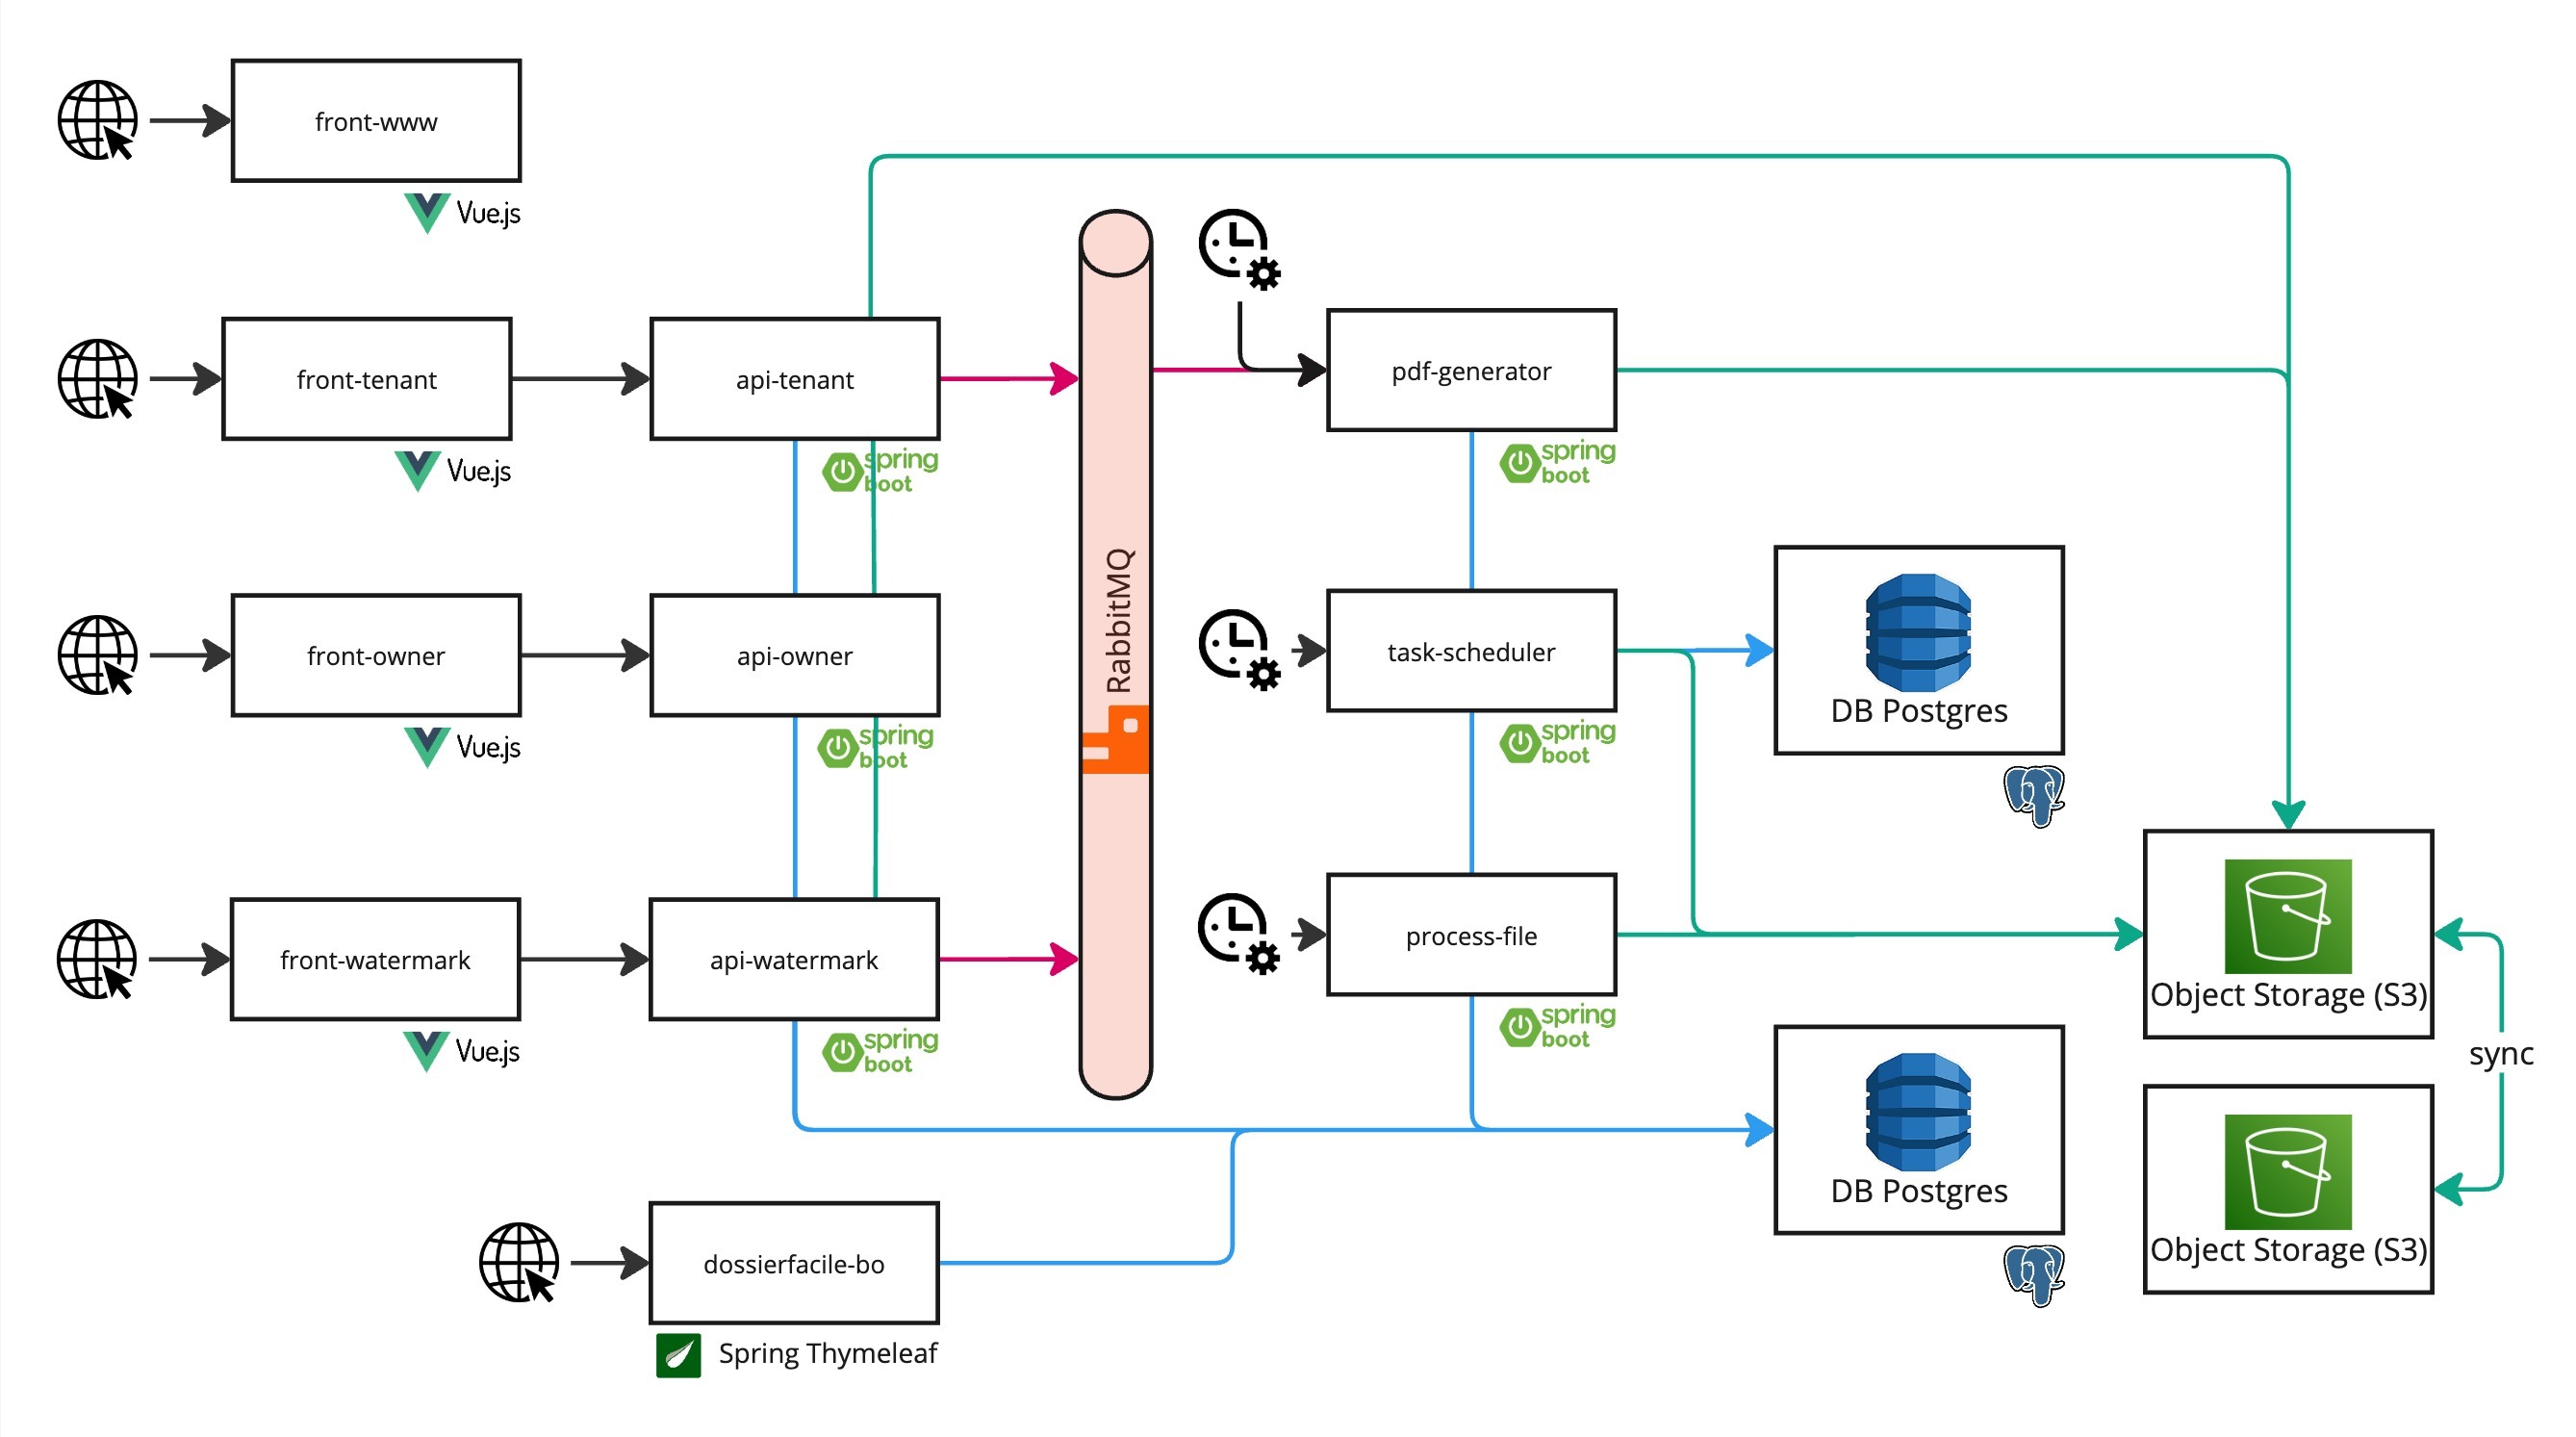 front-www
Vue.js
front-tenant
Vue.js
api-tenant
spring
boot
pdf-generator
spring
boot
RabbitMQ
front-owner
Vue.js
api-owner
spring
boot
task-scheduler
spring
boot
DB Postgres
front-watermark
Vue.js
api-watermark
spring
boot
process-file
spring
boot
Object Storage (S3)
sync
DB Postgres
Object Storage (S3)
dossierfacile-bo
Spring Thymeleaf